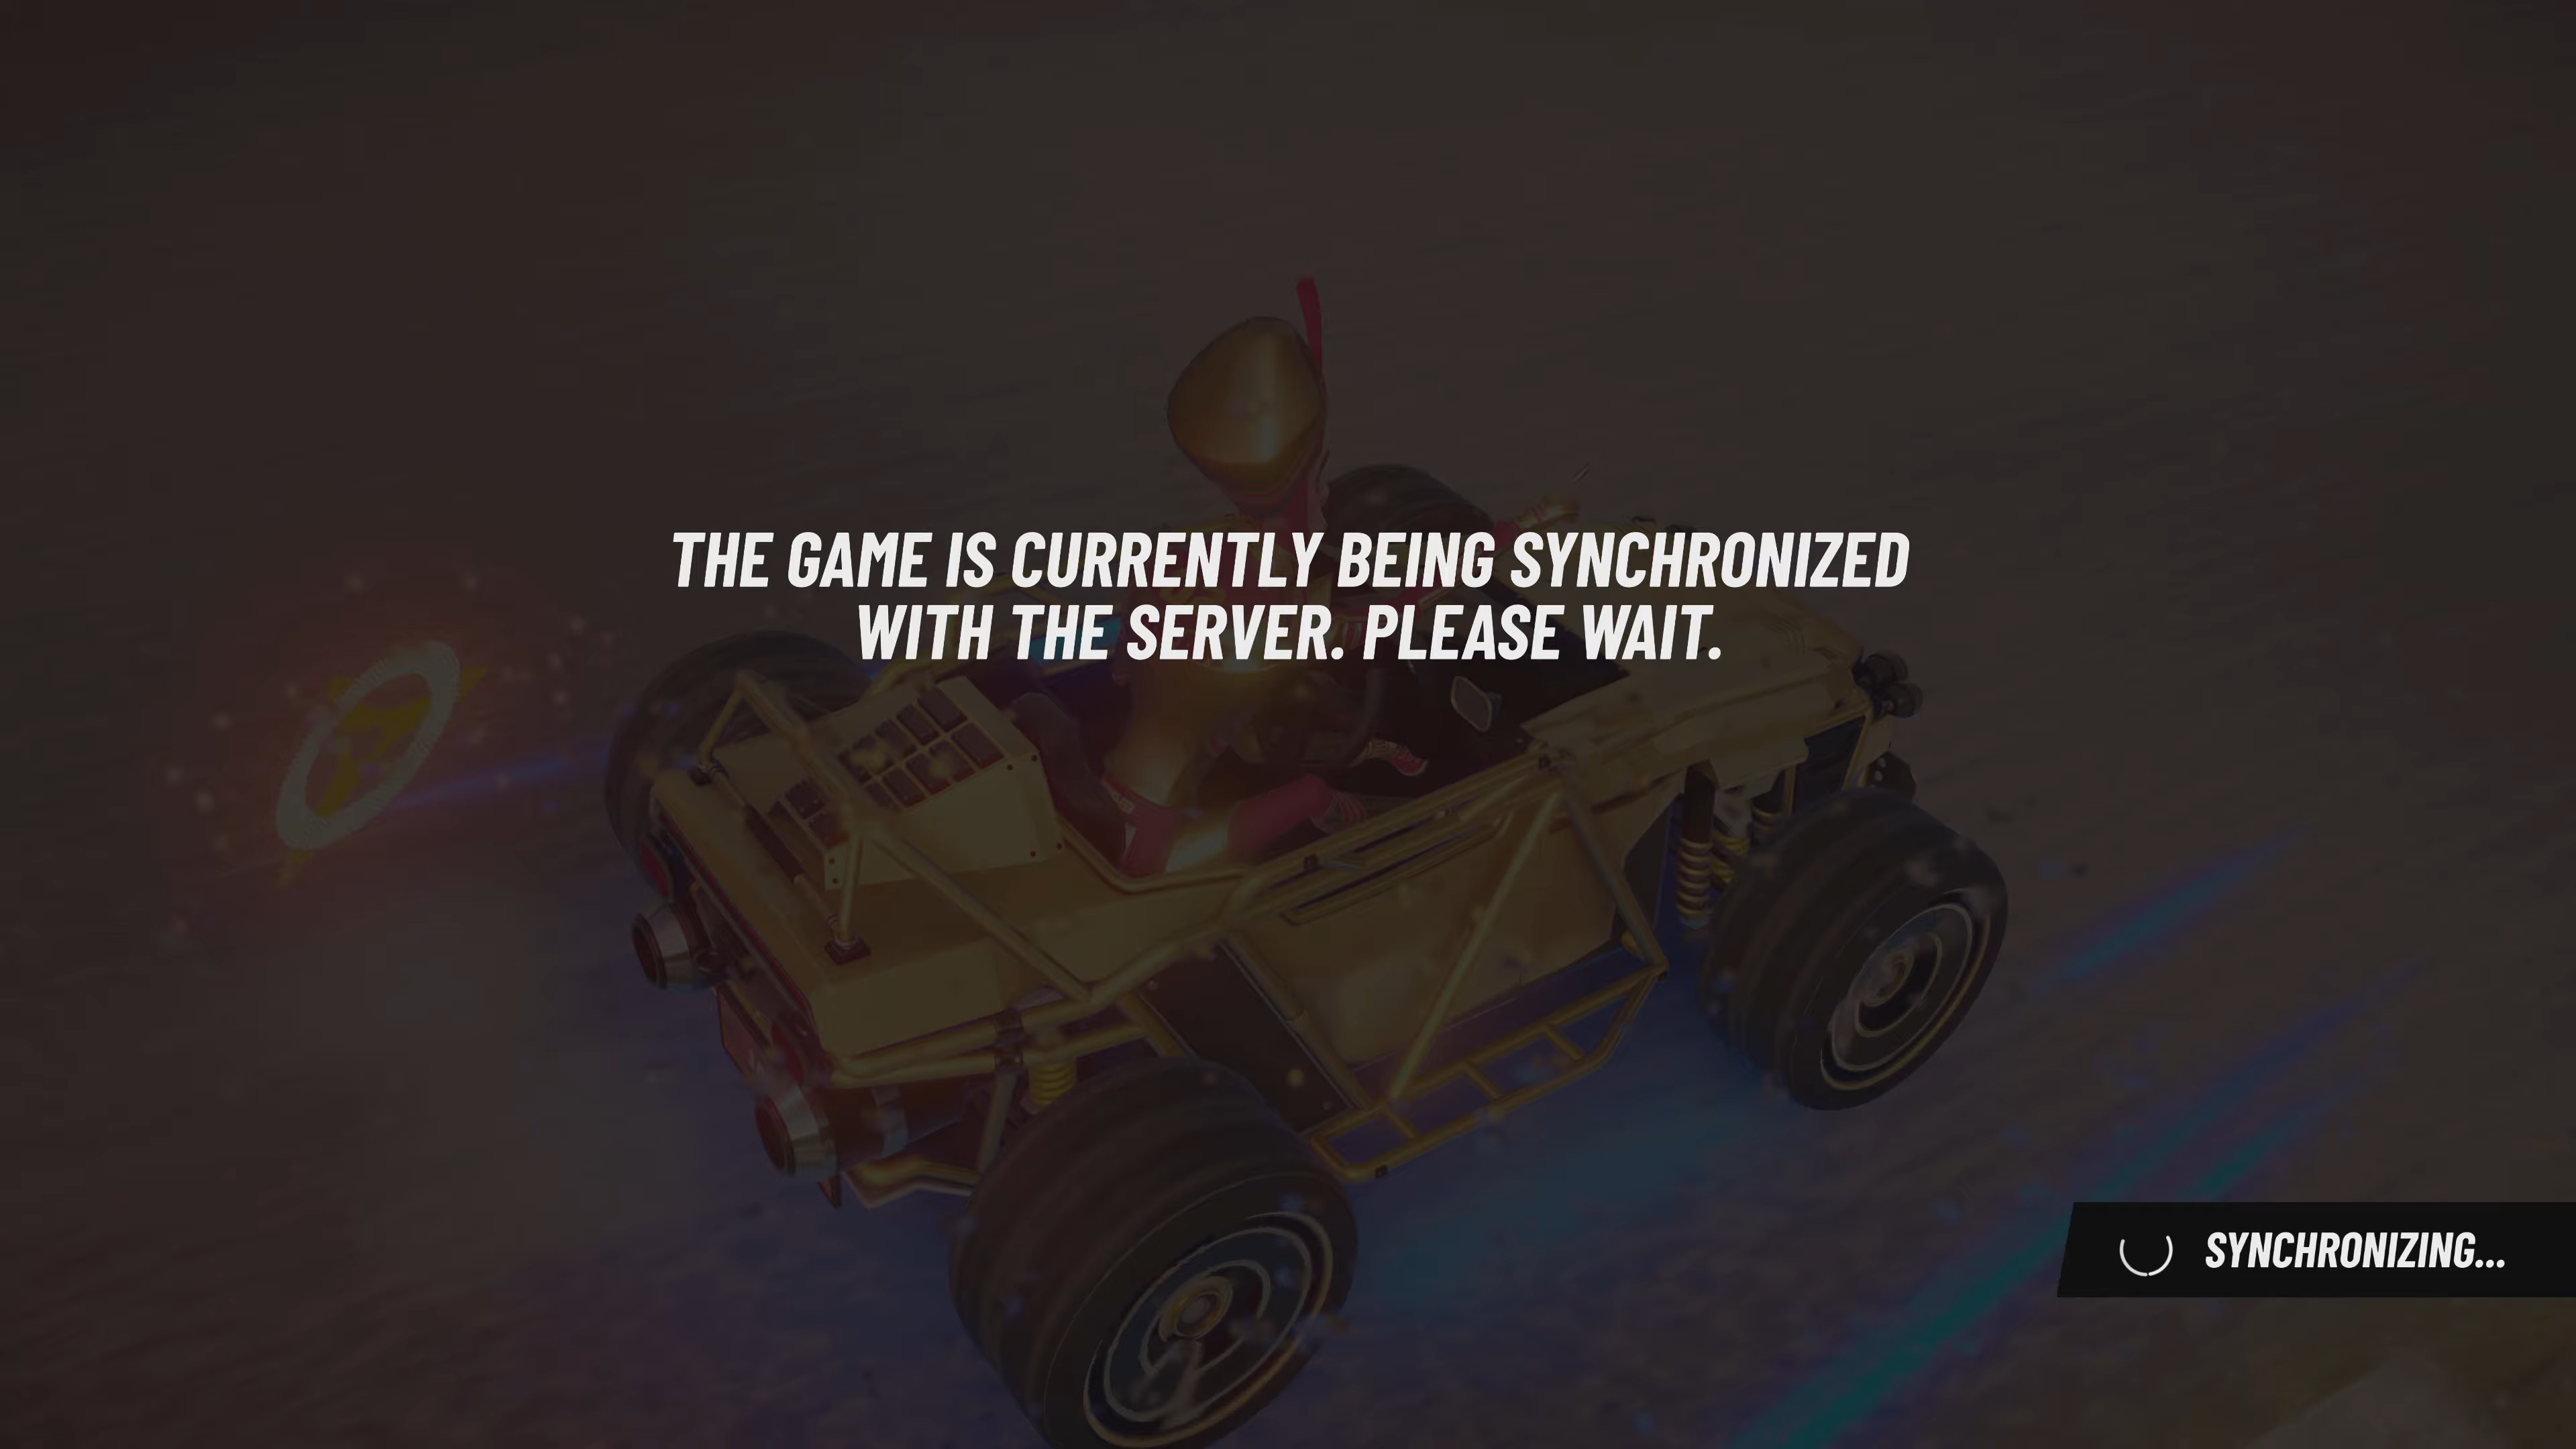 THE GAME IS CURRENTLY BEING SYNCHRONIZED
WITH THE SERVER. PLEASE WAIT.
SYNCHRONIZING...